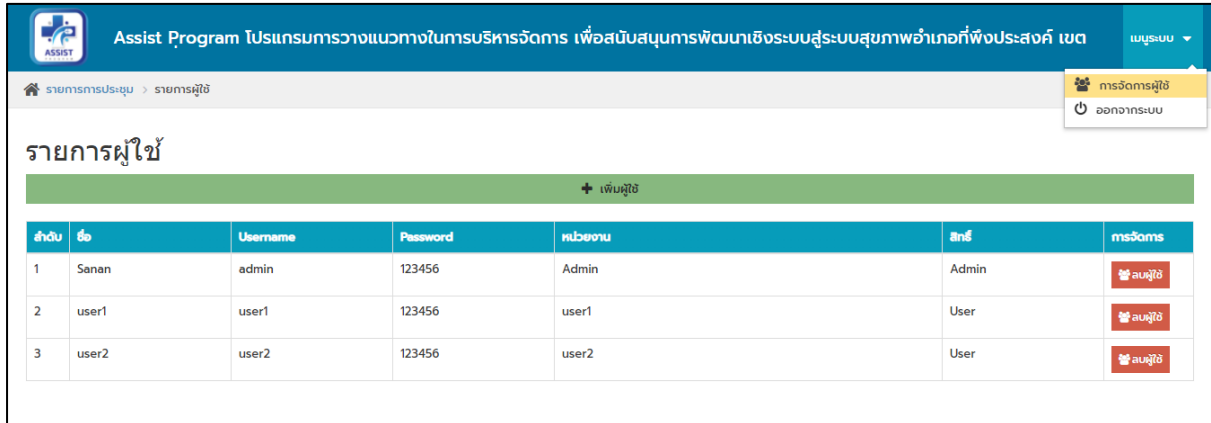 ASSIST
Assist Program โปรแกรมการวางแนวทางในการบริหารจัดการ เพื่อสนับสนุนการพัฒนาเชิงระบบสู่ระบบสุขภาพอำเภอที่พึงประสงค์ เขต
เมนูระบบ
รายการการประชุม > รายการผู้ใช้
การจัดการผู้ใช้
ออกจากระบบ
รายการผู้ใช้
เพิ่มผู้ใช้
ลำดับ ชื่อ Username Password หน่วยงาน สิทธิ์ การจัดการ
1 Sanan admin 123456 Admin Admin ลบผู้ใช้
2 user1 user1 123456 user1 User ลบผู้ใช้
3 user2 user2 123456 user2 User ลบผู้ใช้